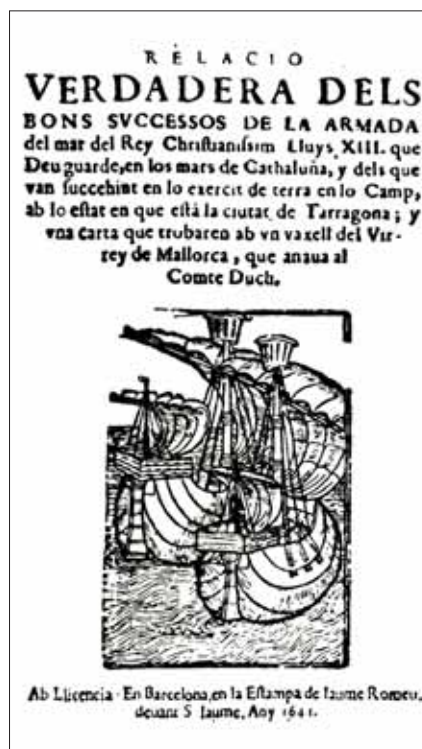 RELACIO
VERDADERA DELS
BONS SVCCESSOS DE LA ARMADA
del mar del Rey Chriſtianiſsim Lluys XIII. que
Deu guarde, en los mars de Cathaluña, y dels que
van ſuccehint en lo exercit de terra en lo Camp,
ab lo eſtat en que eſtà la ciutat de Tarragona; y
vna carta que trobaren ab vn vaxell del Vir-
rey de Mallorca, que anaua al
Comte Duch.
Ab Llicencia. En Barcelona, en la Eſtampa de Iaume Romeu,
deuant S. Iaume, Any 1641.